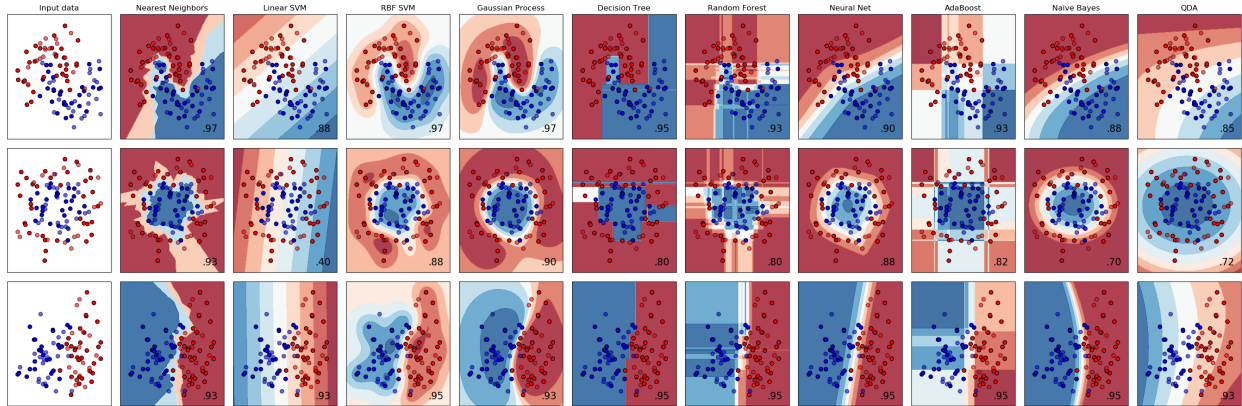 Input data Nearest Neighbors Linear SVM RBF SVM Gaussian Process Decision Tree Random Forest Neural Net AdaBoost Naive Bayes QDA
.97 .88 .97 .97 .95 .93 .90 .93 .88 .85
.93 .40 .88 .90 .80 .80 .88 .82 .70 .72
.93 .93 .95 .93 .95 .95 .95 .95 .95 .93